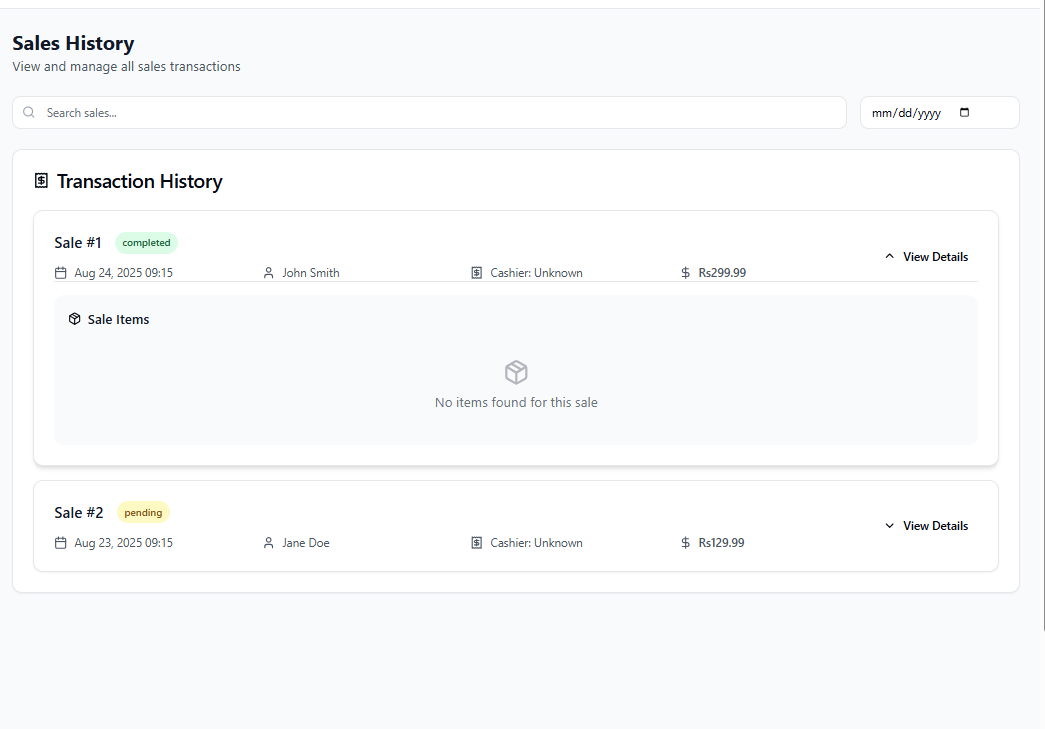 Sales History
View and manage all sales transactions
Search sales...
mm/dd/yyyy
Transaction History
Sale #1 completed
View Details
Aug 24, 2025 09:15 John Smith Cashier: Unknown Rs299.99
Sale Items
No items found for this sale
Sale #2 pending
View Details
Aug 23, 2025 09:15 Jane Doe Cashier: Unknown Rs129.99